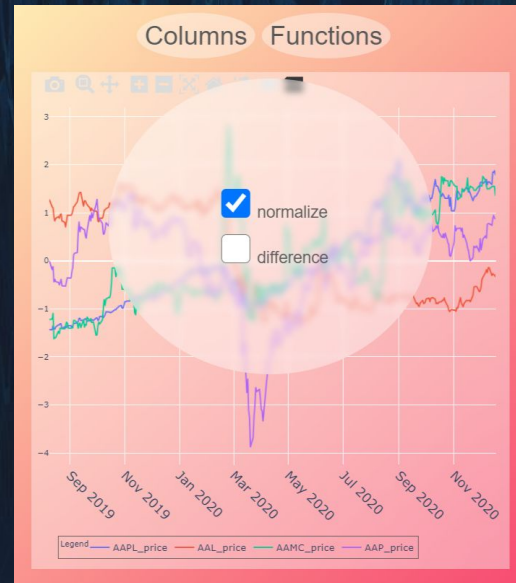 Columns Functions
normalize
difference
3
2
1
0
−1
−2
−3
−4
Sep 2019 Nov 2019 Jan 2020 Mar 2020 May 2020 Jul 2020 Sep 2020 Nov 2020
Legend AAPL_price AAL_price AAMC_price AAP_price